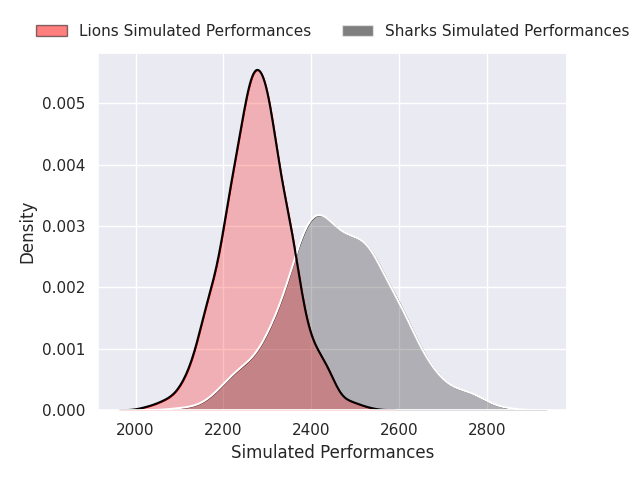 Lions Simulated Performances
Sharks Simulated Performances
0.005
0.004
0.003
0.002
0.001
0.000
Density
2000 2200 2400 2600 2800
Simulated Performances